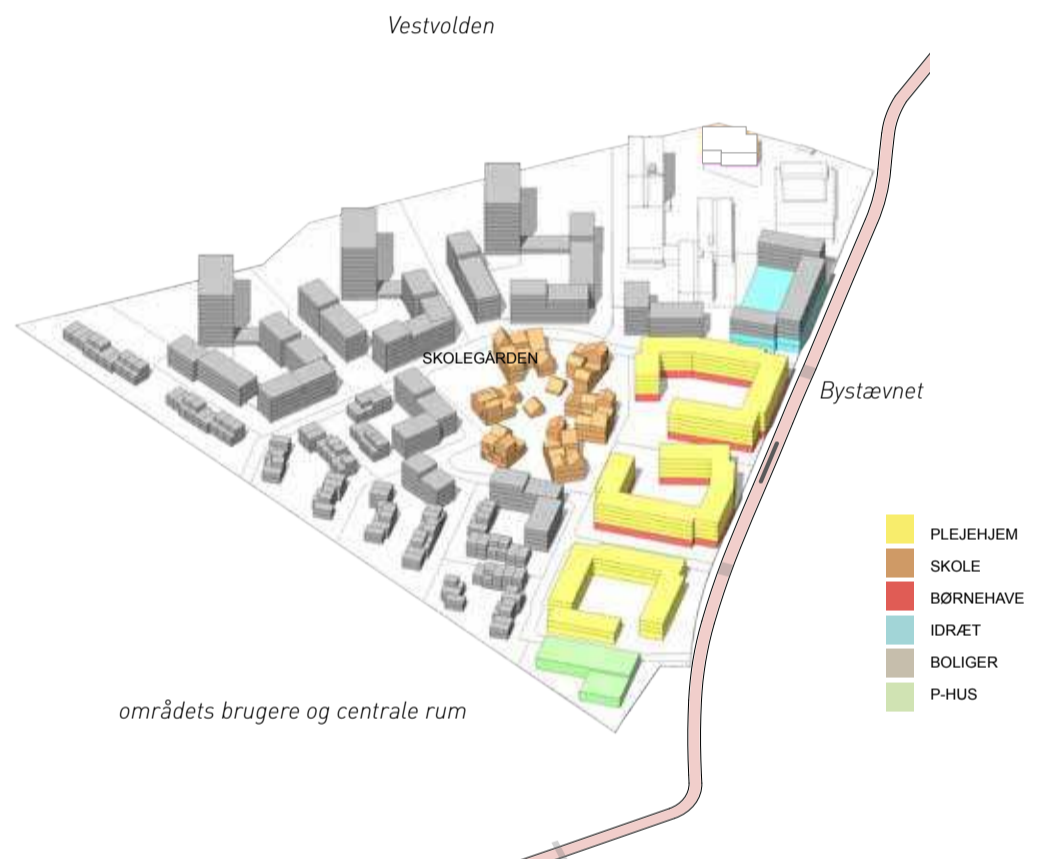 Vestvolden
SKOLEGÅRDEN
Bystævnet
PLEJEHJEM
SKOLE
BØRNEHAVE
IDRÆT
BOLIGER
P-HUS
områdets brugere og centrale rum